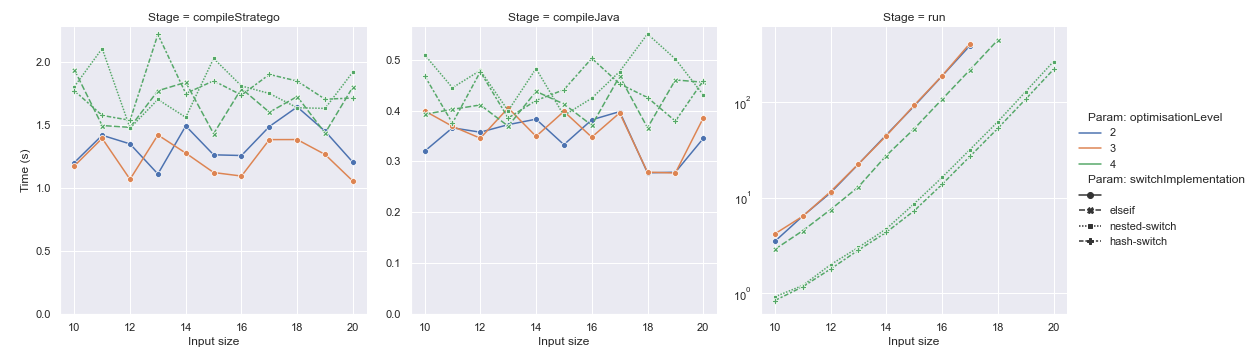 Stage = compileStratego
Time (s)
2.0
1.5
1.0
0.5
0.0
10 12 14 16 18 20
Input size
Stage = compileJava
0.5
0.4
0.3
0.2
0.1
0.0
10 12 14 16 18 20
Input size
Stage = run
10²
10¹
10⁰
10 12 14 16 18 20
Input size
Param: optimisationLevel
2
3
4
Param: switchImplementation
elseif
nested-switch
hash-switch